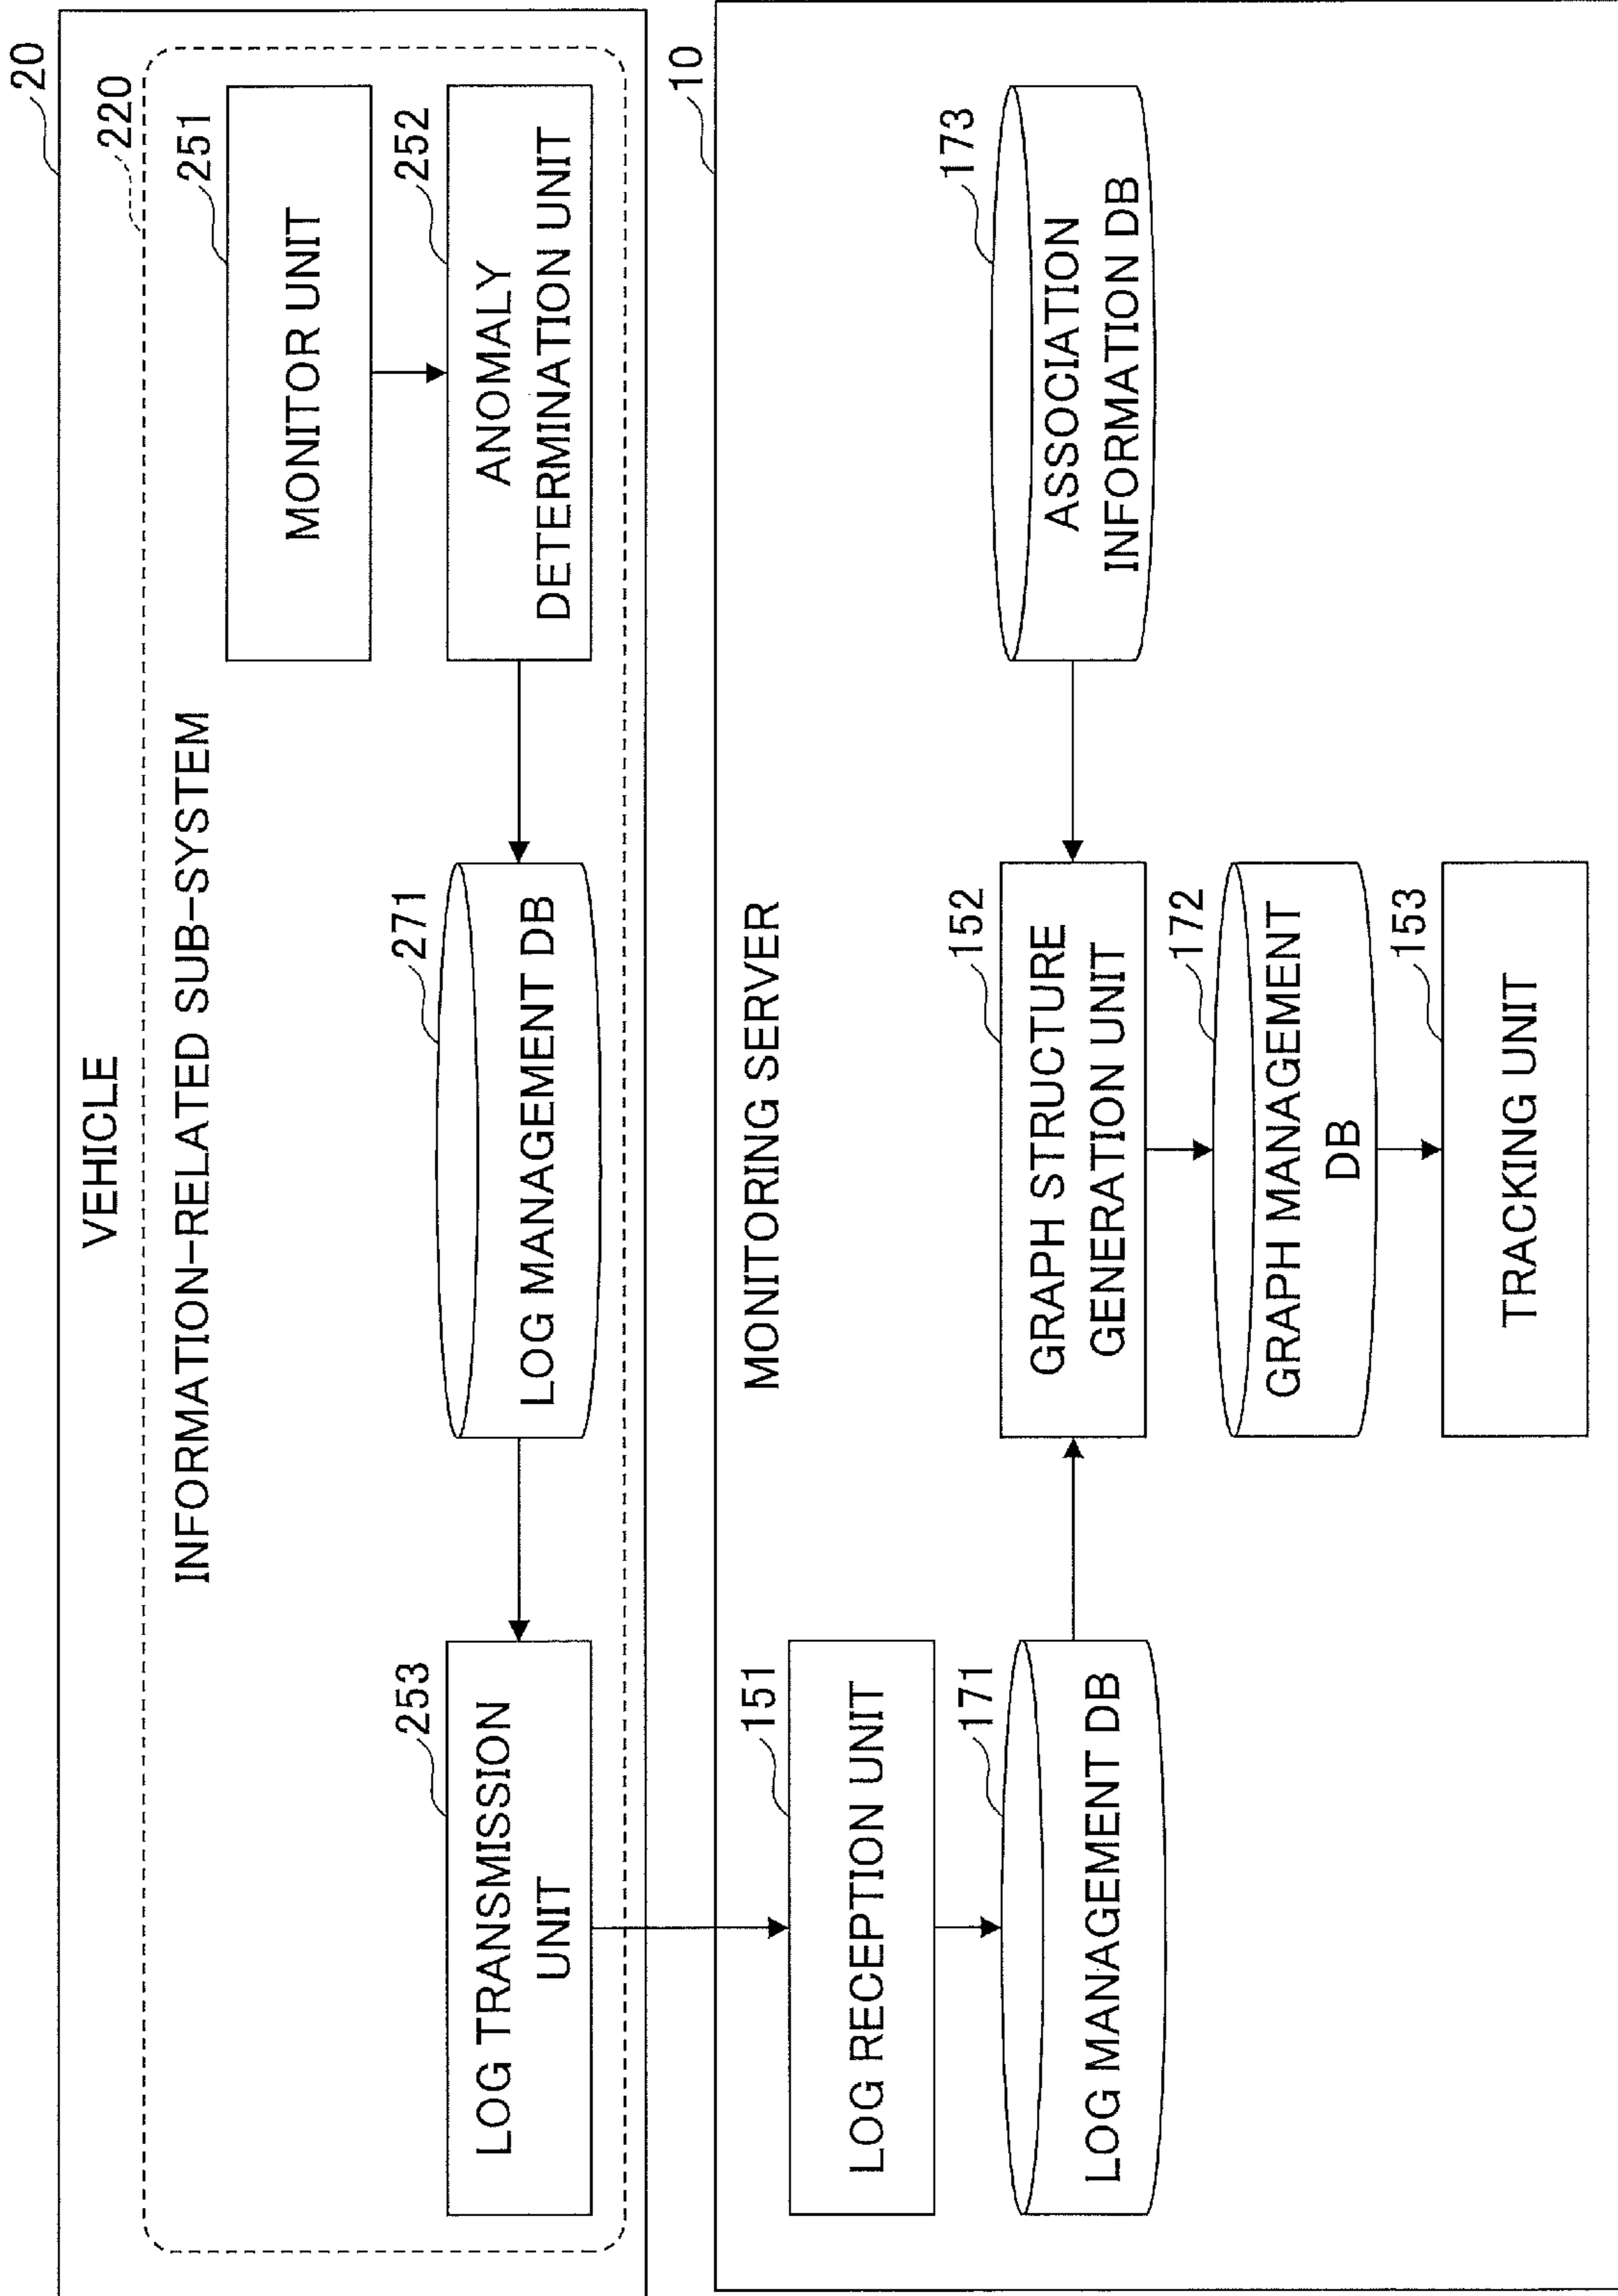 20
VEHICLE
220
INFORMATION-RELATED SUB-SYSTEM
251
MONITOR UNIT
253
LOG TRANSMISSION
UNIT
271
LOG MANAGEMENT DB
252
ANOMALY
DETERMINATION UNIT
10
MONITORING SERVER
151
LOG RECEPTION UNIT
171
LOG MANAGEMENT DB
152
GRAPH STRUCTURE
GENERATION UNIT
173
ASSOCIATION
INFORMATION DB
172
GRAPH MANAGEMENT
DB
153
TRACKING UNIT